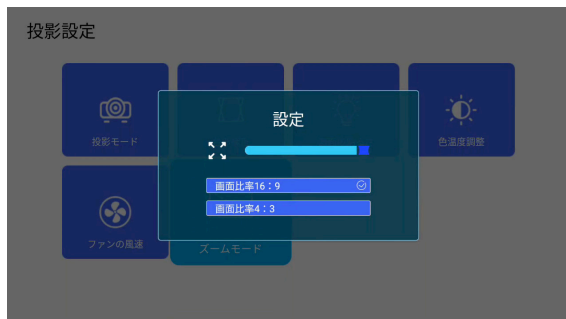 投影設定
設定
投影モード
色温度調整
画面比率16：9
画面比率4：3
ファンの風速
ズームモード